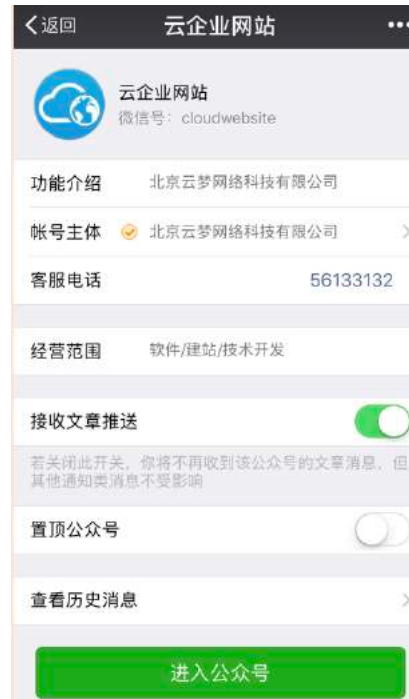 返回 云企业网站
云企业网站
微信号: cloudwebsite
功能介绍 北京云梦网络科技有限公司
帐号主体 北京云梦网络科技有限公司
客服电话 56133132
经营范围 软件/建站/技术开发
接收文章推送
若关闭此开关，你将不再收到该公众号的文章消息，但
其他通知类消息不受影响
置顶公众号
查看历史消息
进入公众号